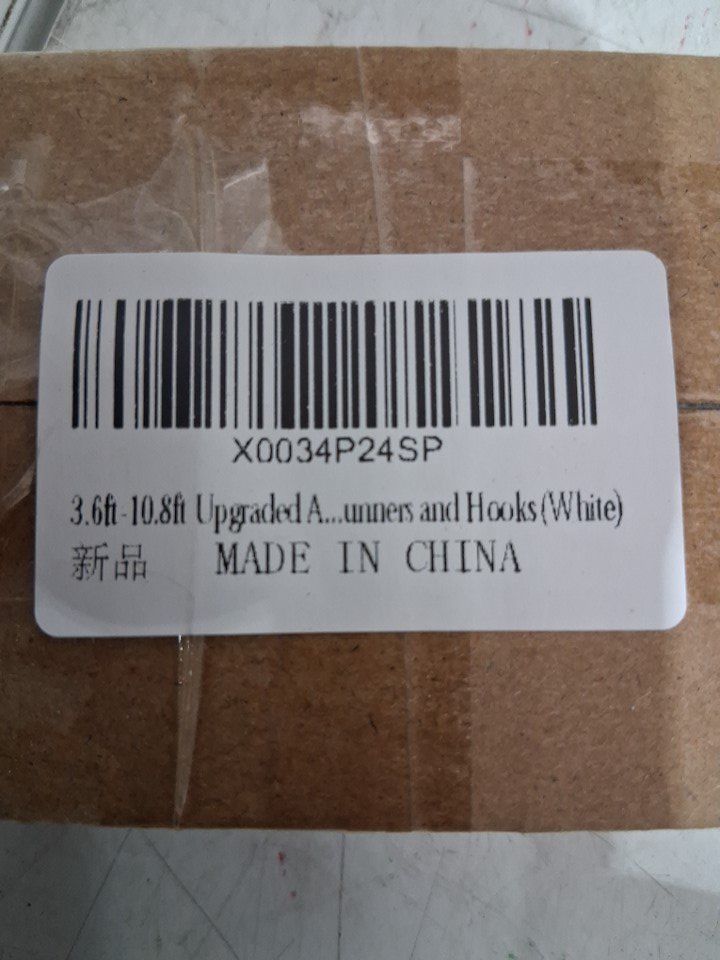 X0034P24SP
3.6ft-10.8ft Upgraded A...unners and Hooks(White)
新品 MADE IN CHINA